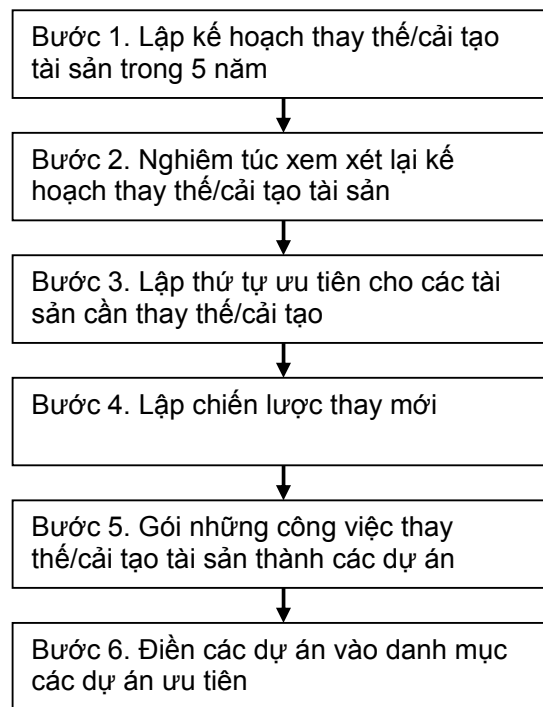 Bước 1. Lập kế hoạch thay thế/cải tạo
tài sản trong 5 năm
Bước 2. Nghiêm túc xem xét lại kế
hoạch thay thế/cải tạo tài sản
Bước 3. Lập thứ tự ưu tiên cho các tài
sản cần thay thế/cải tạo
Bước 4. Lập chiến lược thay mới
Bước 5. Gói những công việc thay
thế/cải tạo tài sản thành các dự án
Bước 6. Điền các dự án vào danh mục
các dự án ưu tiên